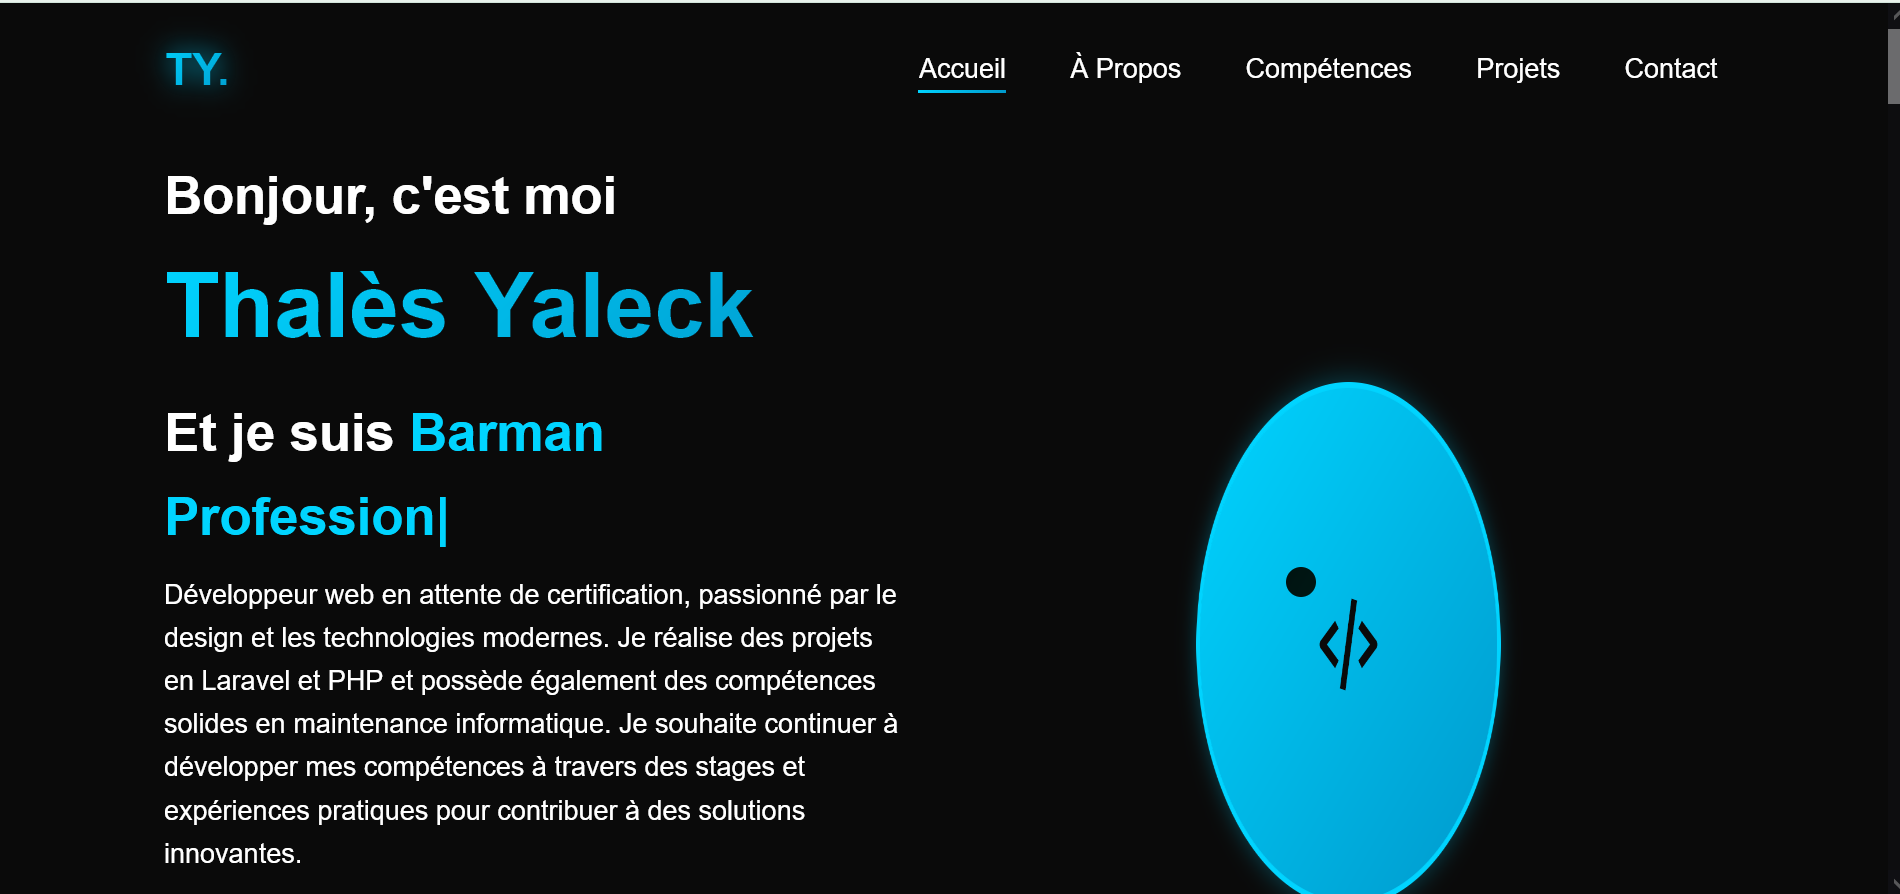 TY.
Accueil À Propos Compétences Projets Contact
Bonjour, c'est moi
Thalès Yaleck
Et je suis Barman
Profession|
Développeur web en attente de certification, passionné par le
design et les technologies modernes. Je réalise des projets
en Laravel et PHP et possède également des compétences
solides en maintenance informatique. Je souhaite continuer à
développer mes compétences à travers des stages et
expériences pratiques pour contribuer à des solutions
innovantes.